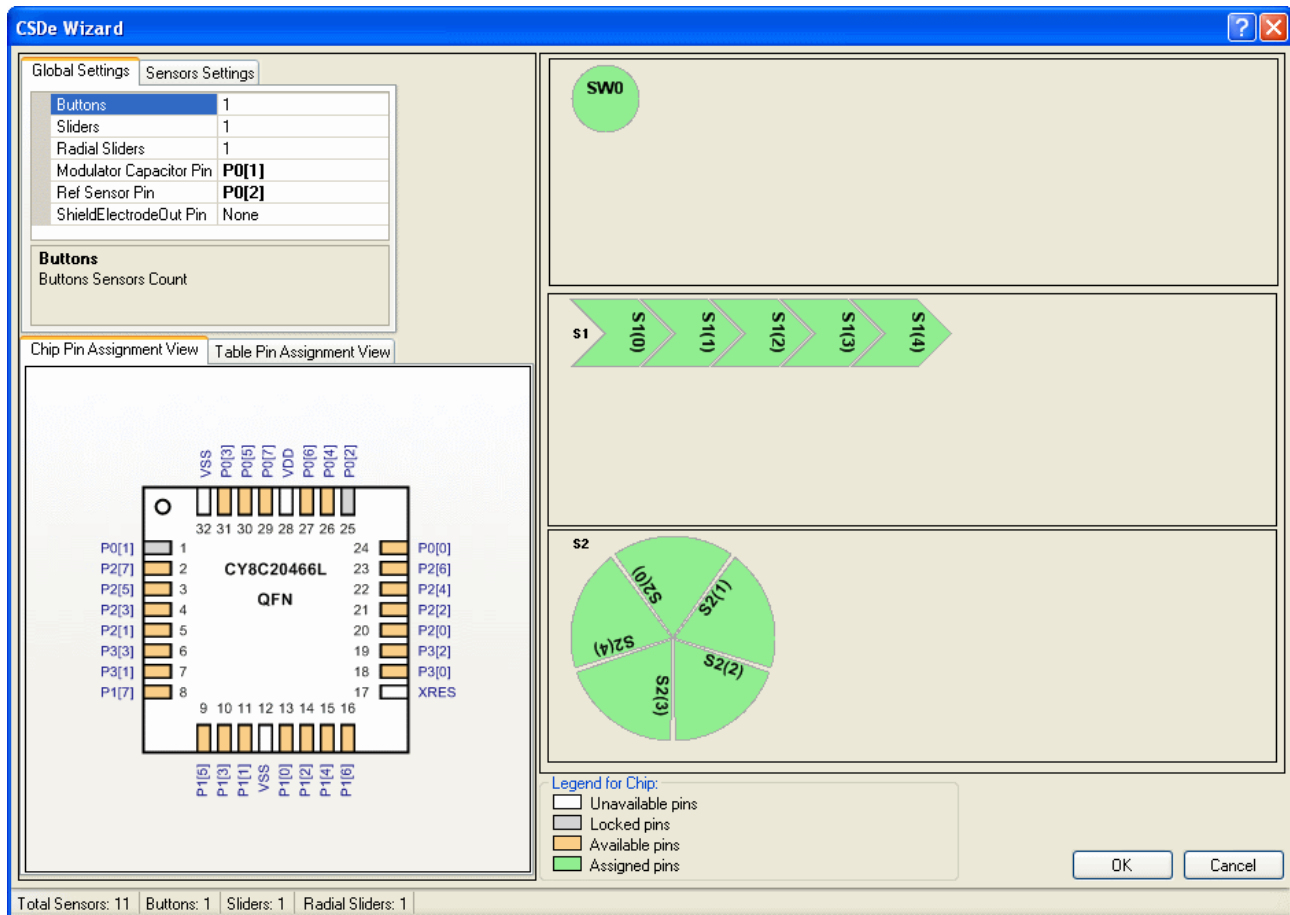 CSDe Wizard
Global Settings Sensors Settings
Buttons 1
Sliders 1
Radial Sliders 1
Modulator Capacitor Pin P0[1]
Ref Sensor Pin P0[2]
ShieldElectrodeOut Pin None
Buttons
Buttons Sensors Count
Chip Pin Assignment View Table Pin Assignment View
VSS P0[3] P0[5] P0[7] VDD P0[6] P0[4] P0[2]
32 31 30 29 28 27 26 25
P0[1] 1 24 P0[0]
P2[7] 2 CY8C20466L 23 P2[6]
P2[5] 3 22 P2[4]
QFN
P2[3] 4 21 P2[2]
P2[1] 5 20 P2[0]
P3[3] 6 19 P3[2]
P3[1] 7 18 P3[0]
P1[7] 8 17 XRES
9 10 11 12 13 14 15 16
P1[5] P1[3] P1[1] VSS P1[0] P1[2] P1[4] P1[6]
SW0
S1 S1(0) S1(1) S1(2) S1(3) S1(4)
S2
S2(0) S2(1)
S2(4) S2(2)
S2(3)
Legend for Chip:
Unavailable pins
Locked pins
Available pins
Assigned pins
OK Cancel
Total Sensors: 11 Buttons: 1 Sliders: 1 Radial Sliders: 1